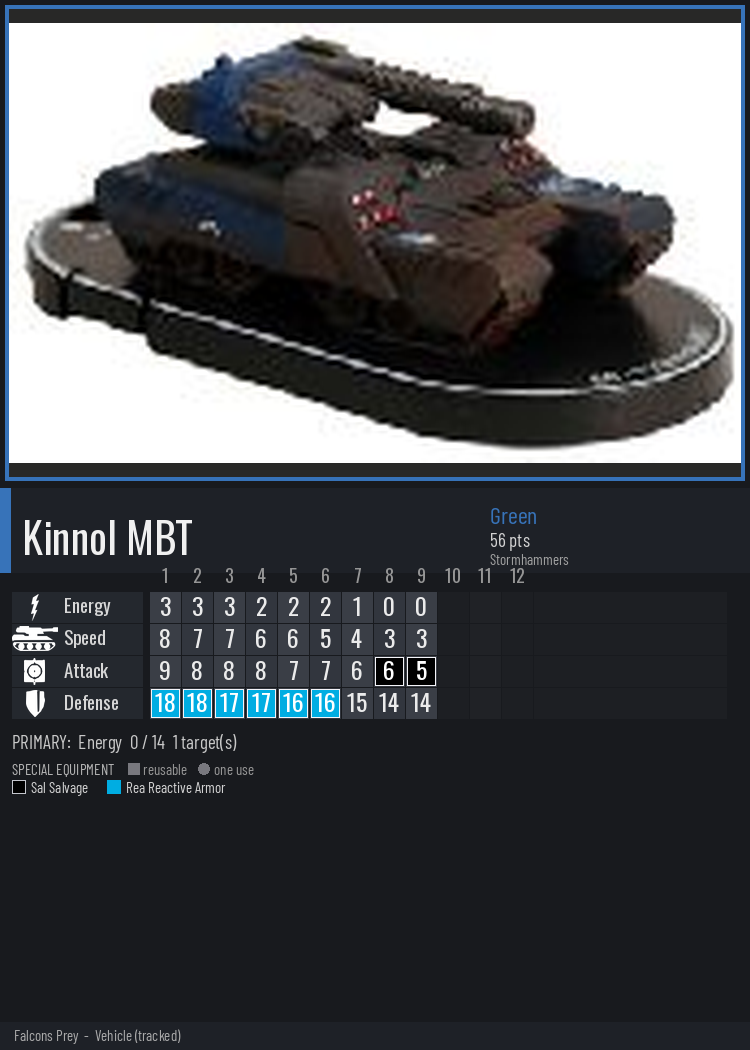 Kinnol MBT
Green
56 pts
Stormhammers
1 2 3 4 5 6 7 8 9 10 11 12
Energy 3 3 3 2 2 2 1 0 0
Speed 8 7 7 6 6 5 4 3 3
Attack 9 8 8 8 7 7 6 6 5
Defense 18 18 17 17 16 16 15 14 14
PRIMARY: Energy 0 / 14 1 target(s)
SPECIAL EQUIPMENT reusable one use
Sal Salvage Rea Reactive Armor
Falcons Prey - Vehicle (tracked)